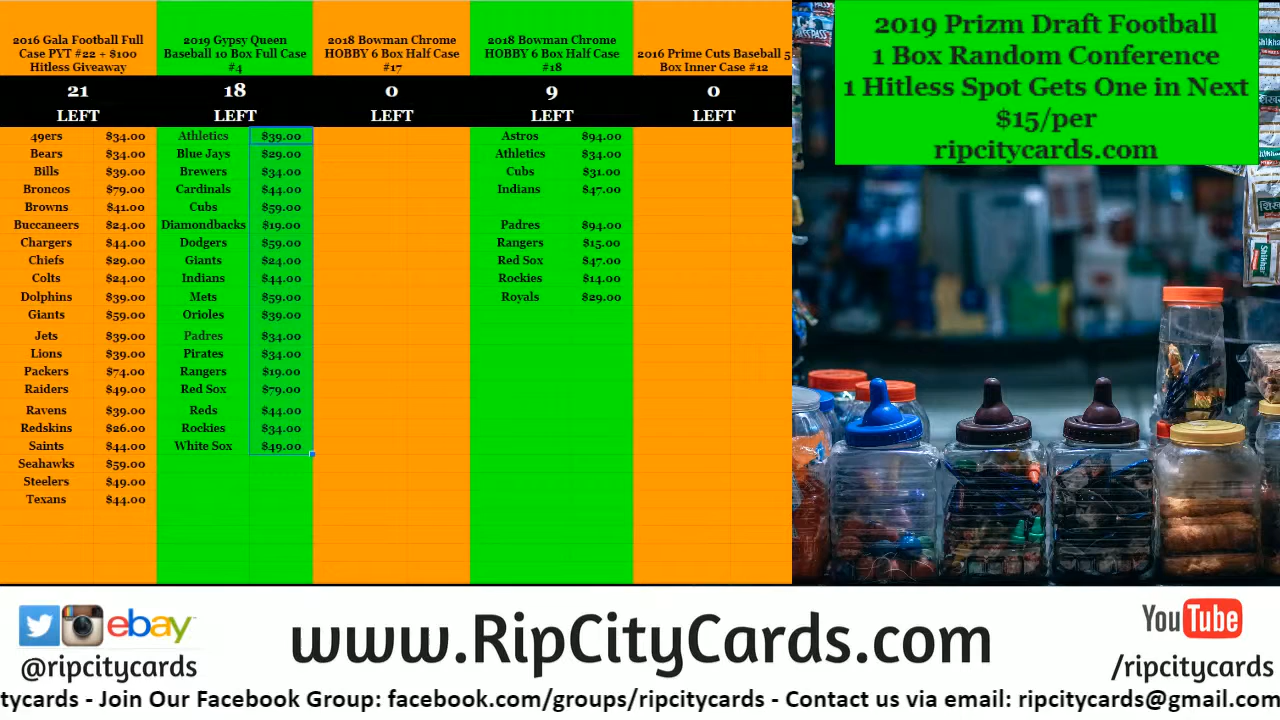 2016 Gala Football Full
Case PYT #22 + $100
Hitless Giveaway
21
LEFT
49ers $34.00
Bears $34.00
Bills $39.00
Broncos $79.00
Browns $41.00
Buccaneers $24.00
Chargers $44.00
Chiefs $29.00
Colts $24.00
Dolphins $39.00
Giants $59.00
Jets $39.00
Lions $39.00
Packers $74.00
Raiders $49.00
Ravens $39.00
Redskins $26.00
Saints $44.00
Seahawks $59.00
Steelers $49.00
Texans $44.00
2019 Gypsy Queen
Baseball 10 Box Full Case
#4
18
LEFT
Athletics $39.00
Blue Jays $29.00
Brewers $34.00
Cardinals $44.00
Cubs $59.00
Diamondbacks $19.00
Dodgers $59.00
Giants $24.00
Indians $44.00
Mets $59.00
Orioles $39.00
Padres $34.00
Pirates $34.00
Rangers $19.00
Red Sox $79.00
Reds $44.00
Rockies $34.00
White Sox $49.00
2018 Bowman Chrome
HOBBY 6 Box Half Case
#17
0
LEFT
2018 Bowman Chrome
HOBBY 6 Box Half Case
#18
9
LEFT
Astros $94.00
Athletics $34.00
Cubs $31.00
Indians $47.00
Padres $94.00
Rangers $15.00
Red Sox $47.00
Rockies $14.00
Royals $29.00
2016 Prime Cuts Baseball 5
Box Inner Case #12
0
LEFT
2019 Prizm Draft Football
1 Box Random Conference
1 Hitless Spot Gets One in Next
$15/per
ripcitycards.com
ebay
@ripcitycards
www.RipCityCards.com
YouTube
/ripcitycards
tycards - Join Our Facebook Group: facebook.com/groups/ripcitycards - Contact us via email: ripcitycards@gmail.com